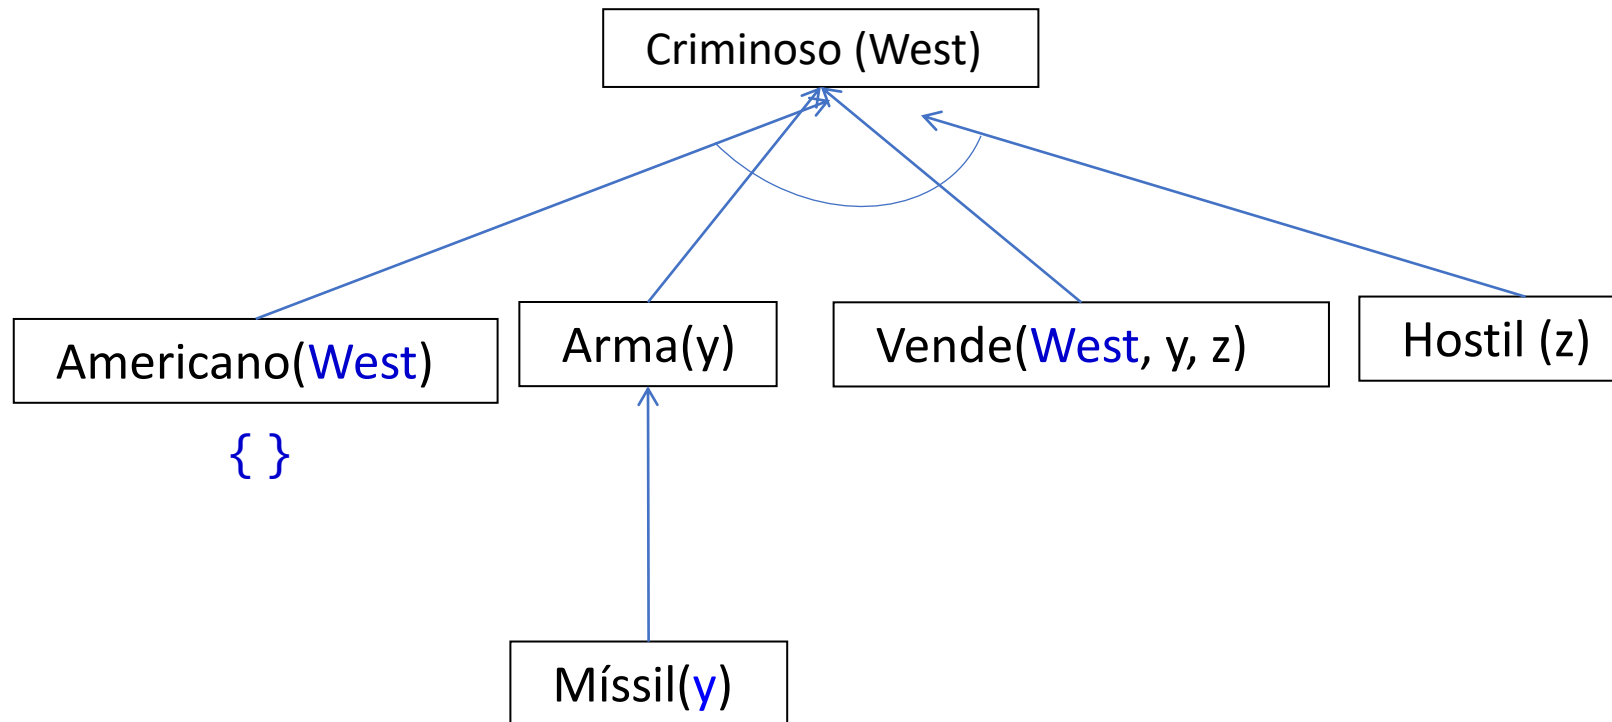 Criminoso (West)
Americano(West)
Arma(y)
Vende(West, y, z)
Hostil (z)
{ }
Míssil(y)